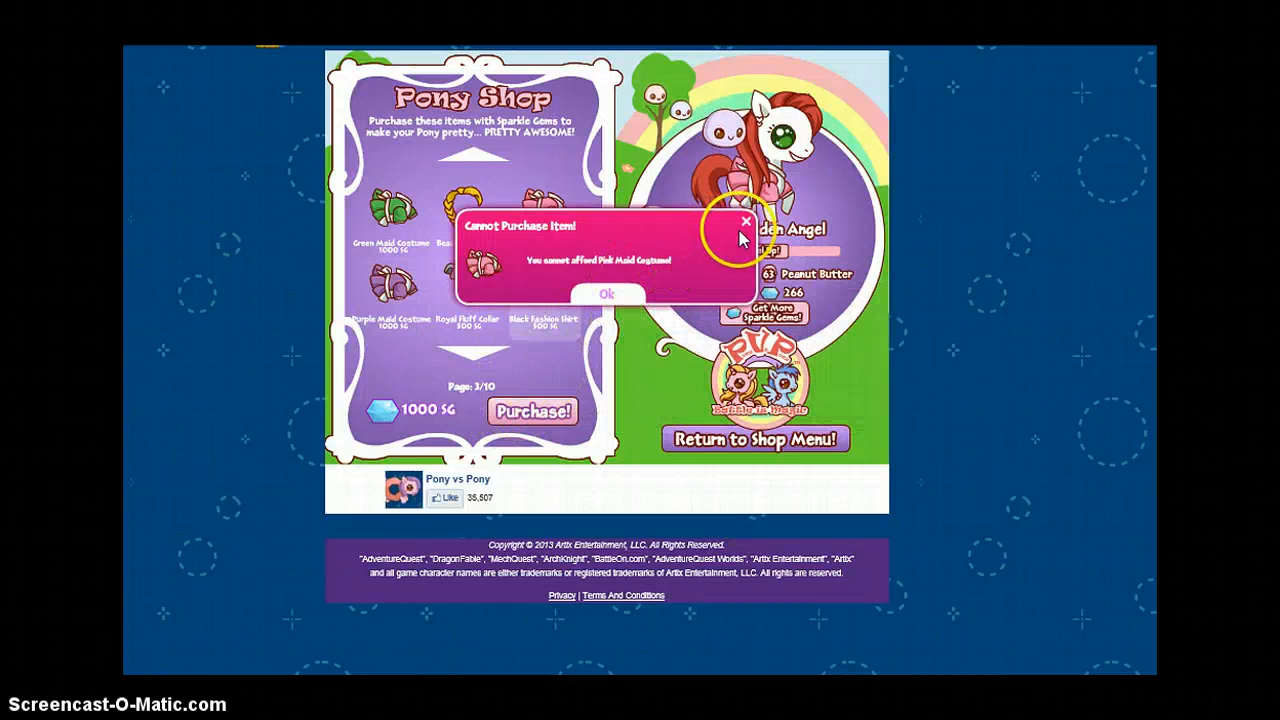 Pony Shop
Purchase these items with Sparkle Gems to
make your Pony pretty... PRETTY AWESOME!
Green Maid Costume
1000 SG
Cannot Purchase Item!
You cannot afford Pink Maid Costume!
Ok
Purple Maid Costume
1000 SG
Royal Fluff Collar
500 SG
Black Fashion Shirt
500 SG
Page: 3/10
1000 SG
Purchase!
Angel
63 Peanut Butter
266
Get More
Sparkle Gems!
P.V.P.
Battle is Magic
Return to Shop Menu!
Pony vs Pony
Like 35,507
Copyright © 2013 Artix Entertainment, LLC. All Rights Reserved.
"AdventureQuest", "DragonFable", "MechQuest", "ArchKnight", "BattleOn.com", "AdventureQuest Worlds", "Artix Entertainment", "Artix"
and all game character names are either trademarks or registered trademarks of Artix Entertainment, LLC. All rights are reserved.
Privacy | Terms And Conditions
Screencast-O-Matic.com